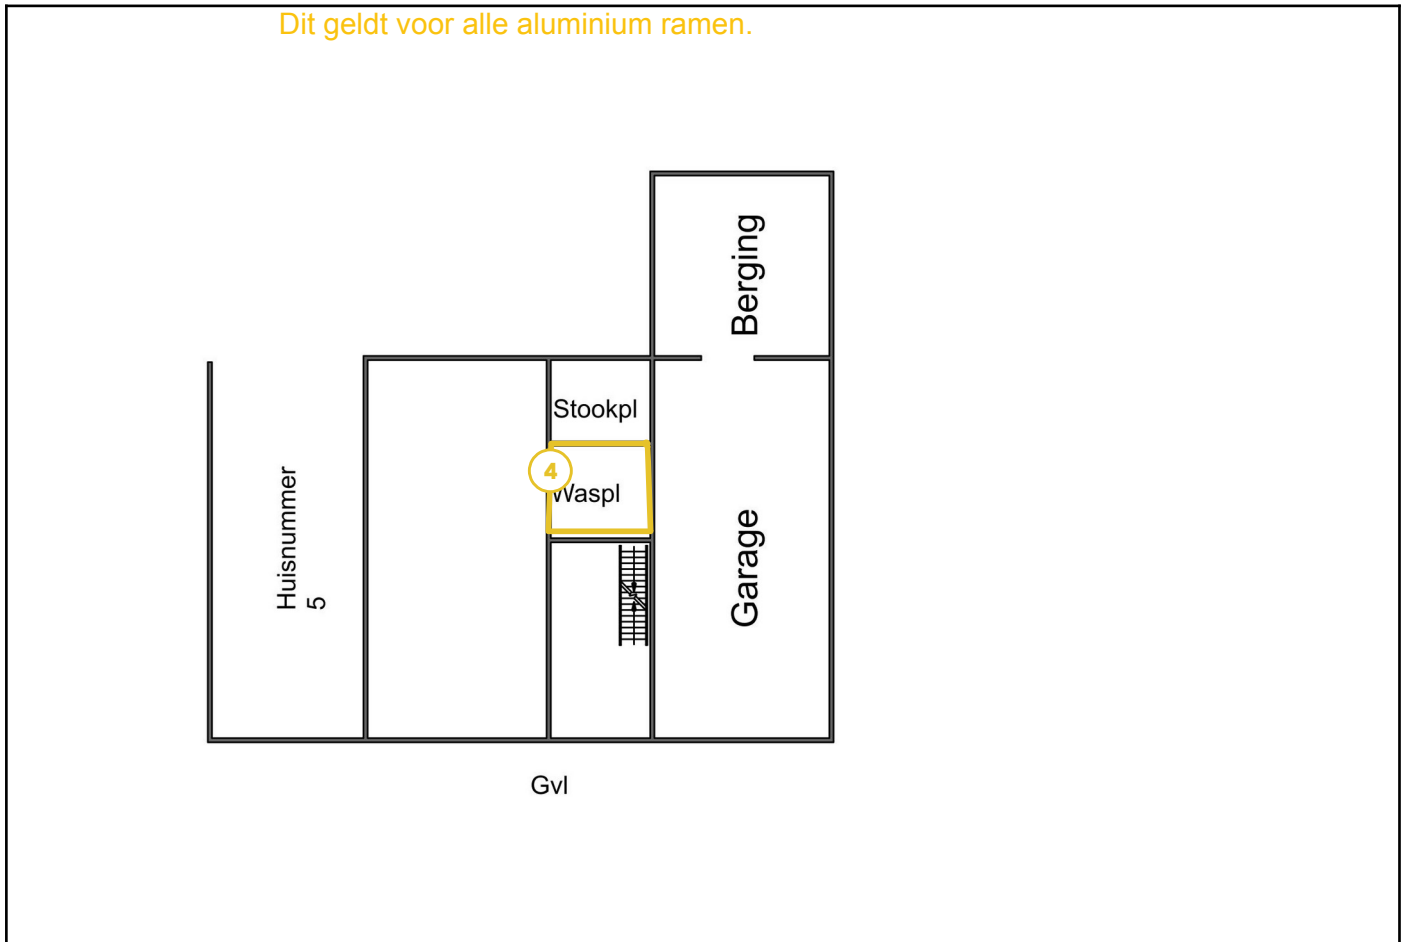 Dit geldt voor alle aluminium ramen.
Berging
Stookpl
4
Waspl
Huisnummer
5
Garage
Gvl